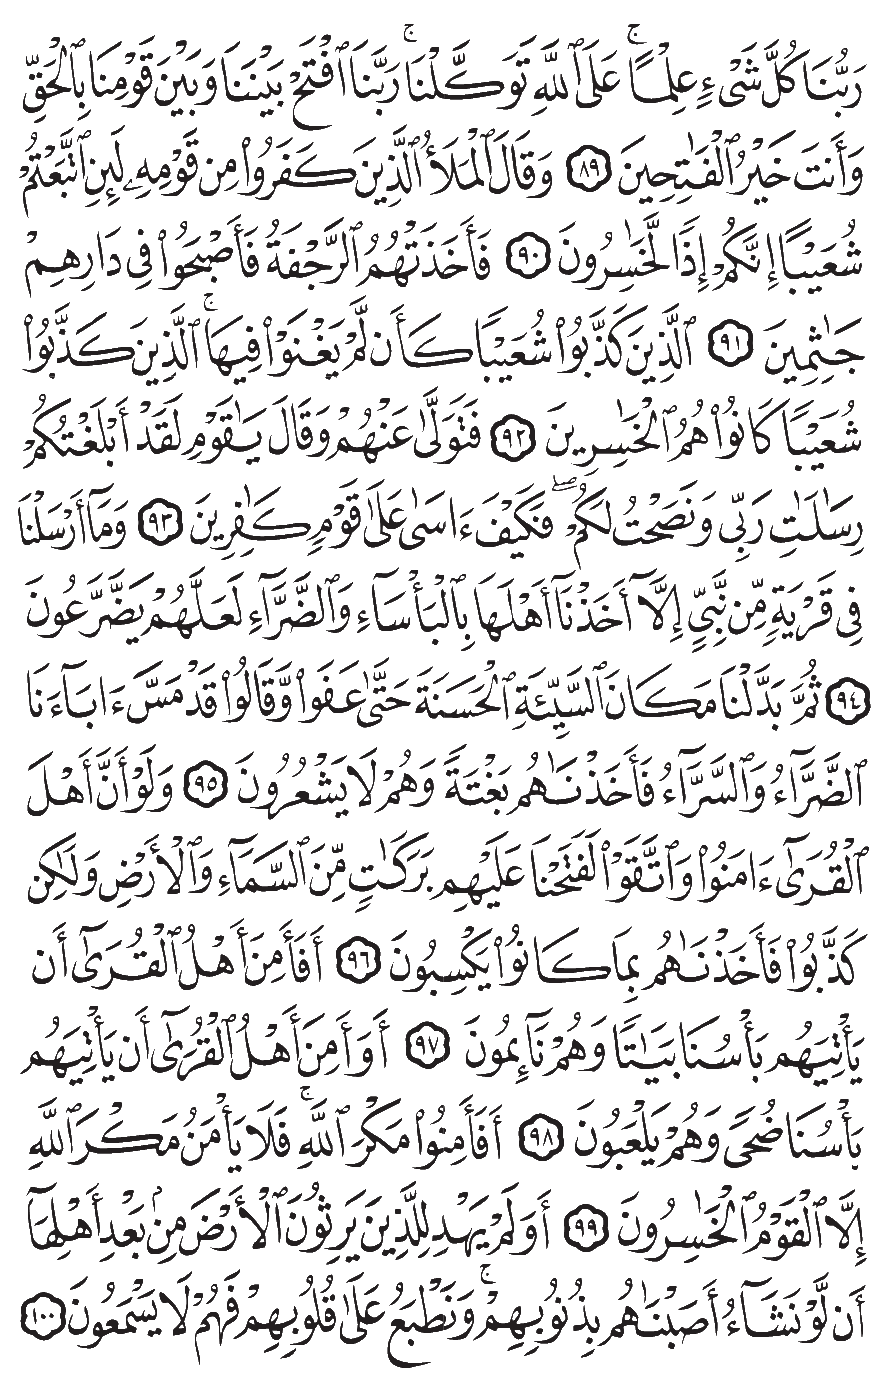 رَبُّنَا كُلَّ شَىْءٍ عِلْمًا ۚ عَلَى ٱللَّهِ تَوَكَّلْنَا ۚ رَبَّنَا ٱفْتَحْ بَيْنَنَا وَبَيْنَ قَوْمِنَا بِٱلْحَقِّ
وَأَنتَ خَيْرُ ٱلْفَـٰتِحِينَ ٨٩ وَقَالَ ٱلْمَلَأُ ٱلَّذِينَ كَفَرُوا۟ مِن قَوْمِهِۦ لَئِنِ ٱتَّبَعْتُمْ
شُعَيْبًا إِنَّكُمْ إِذًا لَّخَـٰسِرُونَ ٩٠ فَأَخَذَتْهُمُ ٱلرَّجْفَةُ فَأَصْبَحُوا۟ فِى دَارِهِمْ
جَـٰثِمِينَ ٩١ ٱلَّذِينَ كَذَّبُوا۟ شُعَيْبًا كَأَن لَّمْ يَغْنَوْا۟ فِيهَا ۚ ٱلَّذِينَ كَذَّبُوا۟
شُعَيْبًا كَانُوا۟ هُمُ ٱلْخَـٰسِرِينَ ٩٢ فَتَوَلَّىٰ عَنْهُمْ وَقَالَ يَـٰقَوْمِ لَقَدْ أَبْلَغْتُكُمْ
رِسَـٰلَـٰتِ رَبِّى وَنَصَحْتُ لَكُمْ ۖ فَكَيْفَ ءَاسَىٰ عَلَىٰ قَوْمٍ كَـٰفِرِينَ ٩٣ وَمَآ أَرْسَلْنَا
فِى قَرْيَةٍ مِّن نَّبِىٍّ إِلَّآ أَخَذْنَآ أَهْلَهَا بِٱلْبَأْسَآءِ وَٱلضَّرَّآءِ لَعَلَّهُمْ يَضَّرَّعُونَ
٩٤ ثُمَّ بَدَّلْنَا مَكَانَ ٱلسَّيِّئَةِ ٱلْحَسَنَةَ حَتَّىٰ عَفَوا۟ وَّقَالُوا۟ قَدْ مَسَّ ءَابَآءَنَا
ٱلضَّرَّآءُ وَٱلسَّرَّآءُ فَأَخَذْنَـٰهُم بَغْتَةً وَهُمْ لَا يَشْعُرُونَ ٩٥ وَلَوْ أَنَّ أَهْلَ
ٱلْقُرَىٰٓ ءَامَنُوا۟ وَٱتَّقَوْا۟ لَفَتَحْنَا عَلَيْهِم بَرَكَـٰتٍ مِّنَ ٱلسَّمَآءِ وَٱلْأَرْضِ وَلَـٰكِن
كَذَّبُوا۟ فَأَخَذْنَـٰهُم بِمَا كَانُوا۟ يَكْسِبُونَ ٩٦ أَفَأَمِنَ أَهْلُ ٱلْقُرَىٰٓ أَن
يَأْتِيَهُم بَأْسُنَا بَيَـٰتًا وَهُمْ نَآئِمُونَ ٩٧ أَوَأَمِنَ أَهْلُ ٱلْقُرَىٰٓ أَن يَأْتِيَهُم
بَأْسُنَا ضُحًى وَهُمْ يَلْعَبُونَ ٩٨ أَفَأَمِنُوا۟ مَكْرَ ٱللَّهِ ۚ فَلَا يَأْمَنُ مَكْرَ ٱللَّهِ
إِلَّا ٱلْقَوْمُ ٱلْخَـٰسِرُونَ ٩٩ أَوَلَمْ يَهْدِ لِلَّذِينَ يَرِثُونَ ٱلْأَرْضَ مِنۢ بَعْدِ أَهْلِهَآ
أَن لَّوْ نَشَآءُ أَصَبْنَـٰهُم بِذُنُوبِهِمْ ۚ وَنَطْبَعُ عَلَىٰ قُلُوبِهِمْ فَهُمْ لَا يَسْمَعُونَ ١٠٠